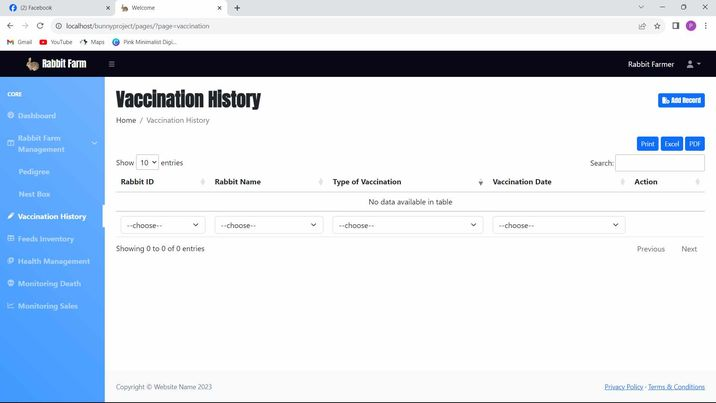 (2) Facebook
Welcome
localhost/bunnyproject/pages/?page=vaccination
Gmail YouTube Maps Pink Minimalist Digi...
P
Rabbit Farm
Rabbit Farmer
CORE
Dashboard
Rabbit Farm
Management
Pedigree
Nest Box
Vaccination History
Feeds Inventory
Health Management
Monitoring Death
Monitoring Sales
Vaccination History
Add Record
Home / Vaccination History
Print Excel PDF
Show 10 entries
Search:
Rabbit ID Rabbit Name Type of Vaccination Vaccination Date Action
No data available in table
--choose-- --choose-- --choose-- --choose--
Showing 0 to 0 of 0 entries
Previous Next
Copyright © Website Name 2023
Privacy Policy · Terms & Conditions